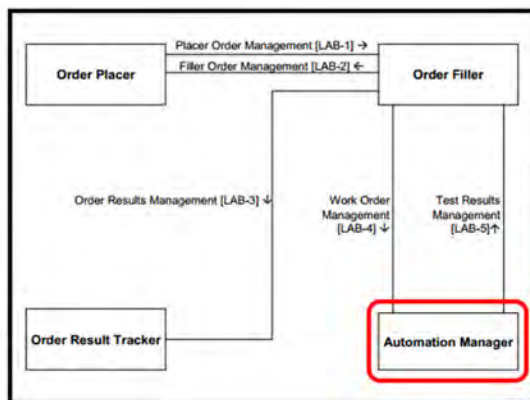 Placer Order Management [LAB-1] →
Order Placer
Filler Order Management [LAB-2] ←
Order Filler
Order Results Management [LAB-3] ↓
Work Order
Management
[LAB-4] ↓
Test Results
Management
[LAB-5]↑
Order Result Tracker
Automation Manager